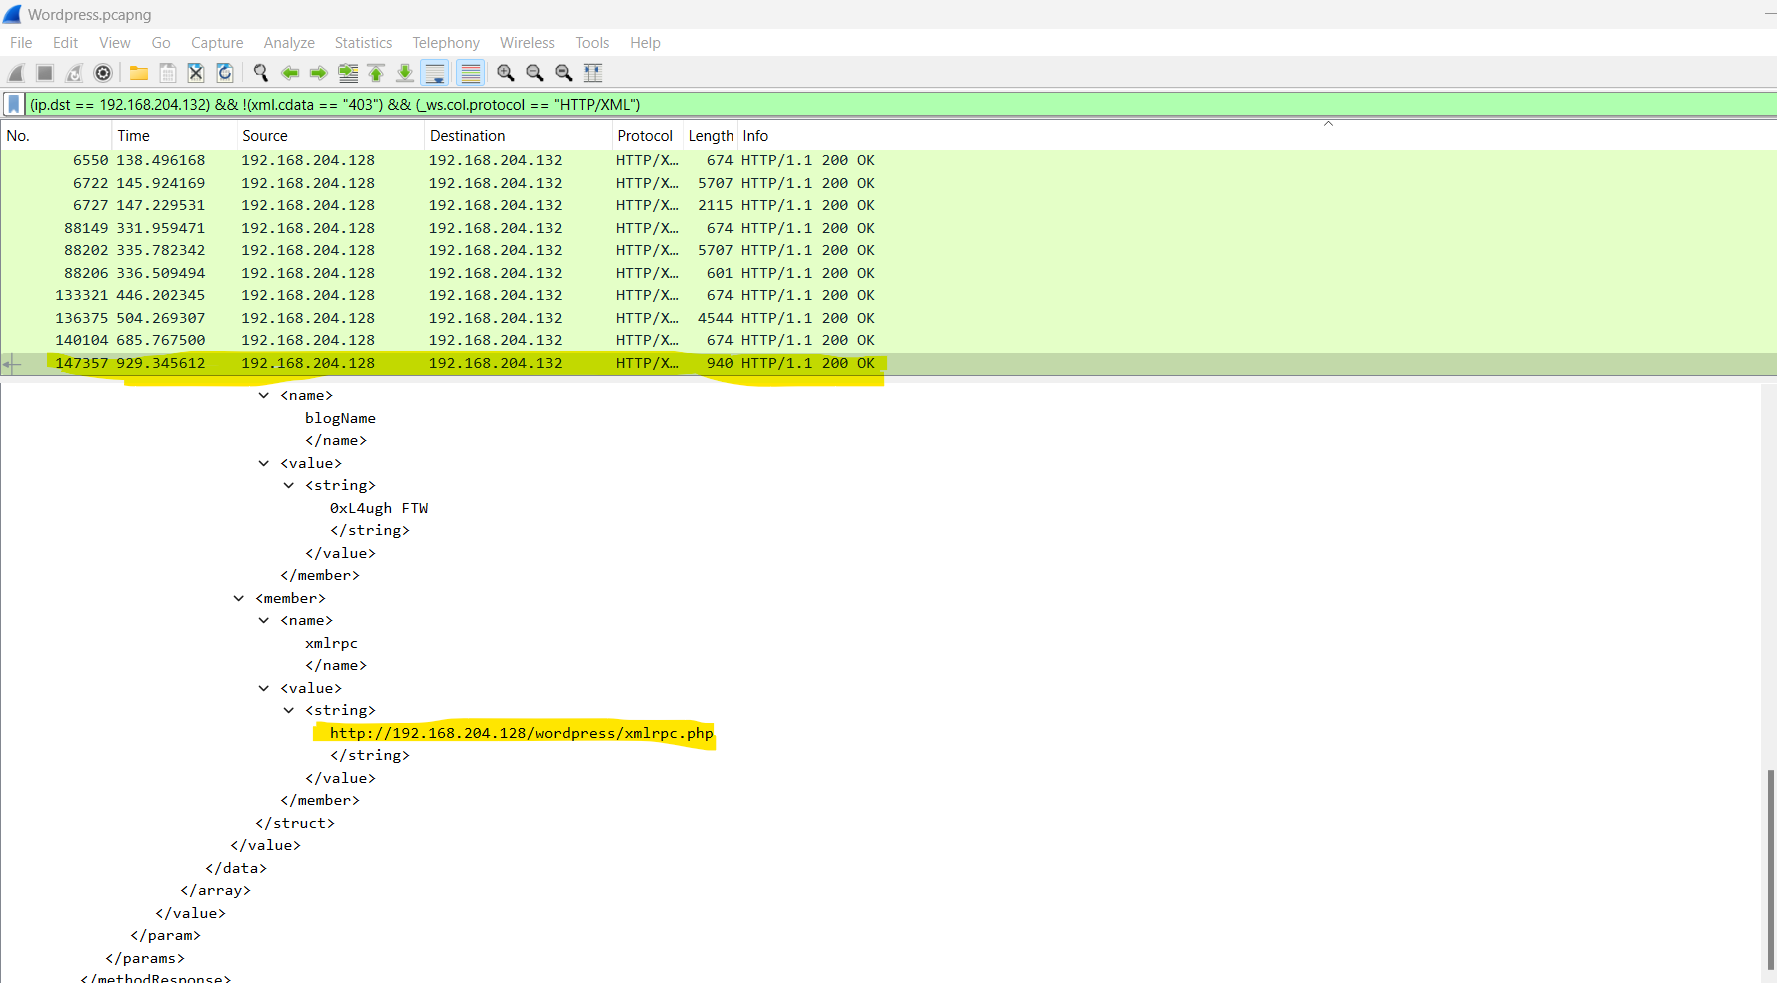 Wordpress.pcapng
File Edit View Go Capture Analyze Statistics Telephony Wireless Tools Help
(ip.dst == 192.168.204.132) && !(xml.cdata == "403") && (_ws.col.protocol == "HTTP/XML")
No. Time Source Destination Protocol Length Info
6550 138.496168 192.168.204.128 192.168.204.132 HTTP/X… 674 HTTP/1.1 200 OK
6722 145.924169 192.168.204.128 192.168.204.132 HTTP/X… 5707 HTTP/1.1 200 OK
6727 147.229531 192.168.204.128 192.168.204.132 HTTP/X… 2115 HTTP/1.1 200 OK
88149 331.959471 192.168.204.128 192.168.204.132 HTTP/X… 674 HTTP/1.1 200 OK
88202 335.782342 192.168.204.128 192.168.204.132 HTTP/X… 5707 HTTP/1.1 200 OK
88206 336.509494 192.168.204.128 192.168.204.132 HTTP/X… 601 HTTP/1.1 200 OK
133321 446.202345 192.168.204.128 192.168.204.132 HTTP/X… 674 HTTP/1.1 200 OK
136375 504.269307 192.168.204.128 192.168.204.132 HTTP/X… 4544 HTTP/1.1 200 OK
140104 685.767500 192.168.204.128 192.168.204.132 HTTP/X… 674 HTTP/1.1 200 OK
147357 929.345612 192.168.204.128 192.168.204.132 HTTP/X… 940 HTTP/1.1 200 OK
<name>
blogName
</name>
<value>
<string>
0xL4ugh FTW
</string>
</value>
</member>
<member>
<name>
xmlrpc
</name>
<value>
<string>
http://192.168.204.128/wordpress/xmlrpc.php
</string>
</value>
</member>
</struct>
</value>
</data>
</array>
</value>
</param>
</params>
</methodResponse>